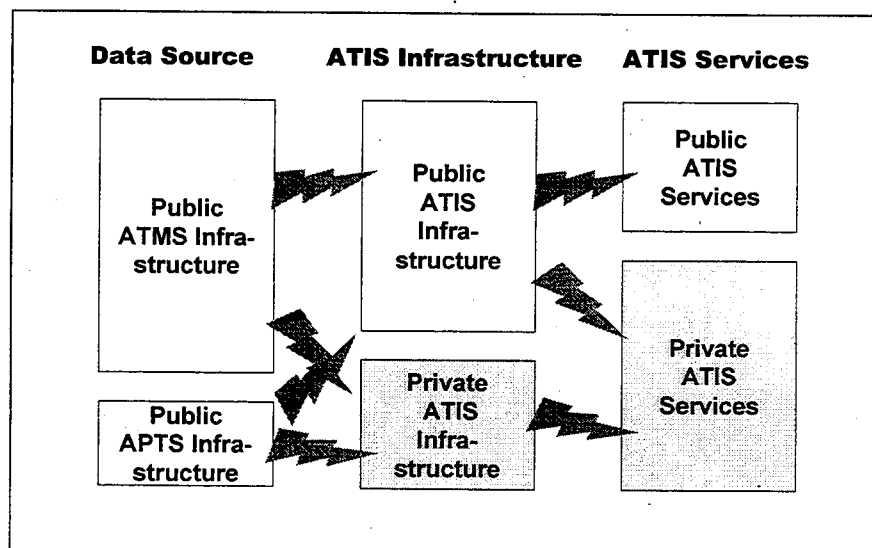 Data Source
ATIS Infrastructure
ATIS Services
Public
ATMS Infra-
structure
Public
APTS Infra-
structure
Public
ATIS
Infra-
structure
Private
ATIS
Infra-
structure
Public
ATIS
Services
Private
ATIS
Services